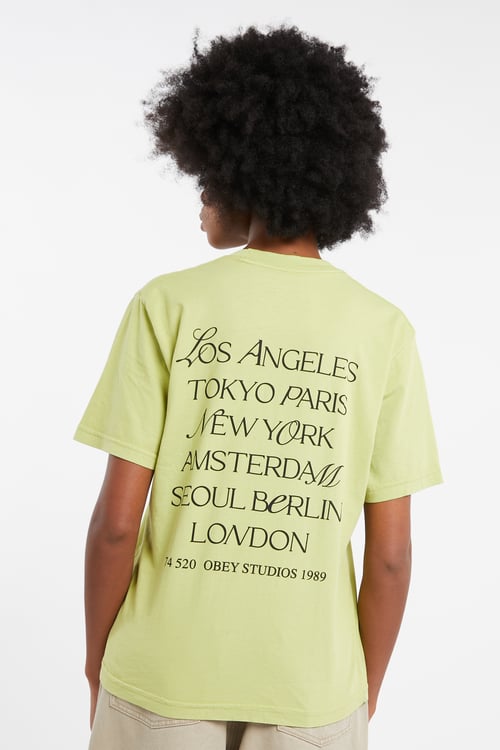 Los ANGELES
TOKYO PARIS
NEW YORK
AMSTERDAM
SEOUL BeRLIN
LONDON
74 520 OBEY STUDIOS 1989